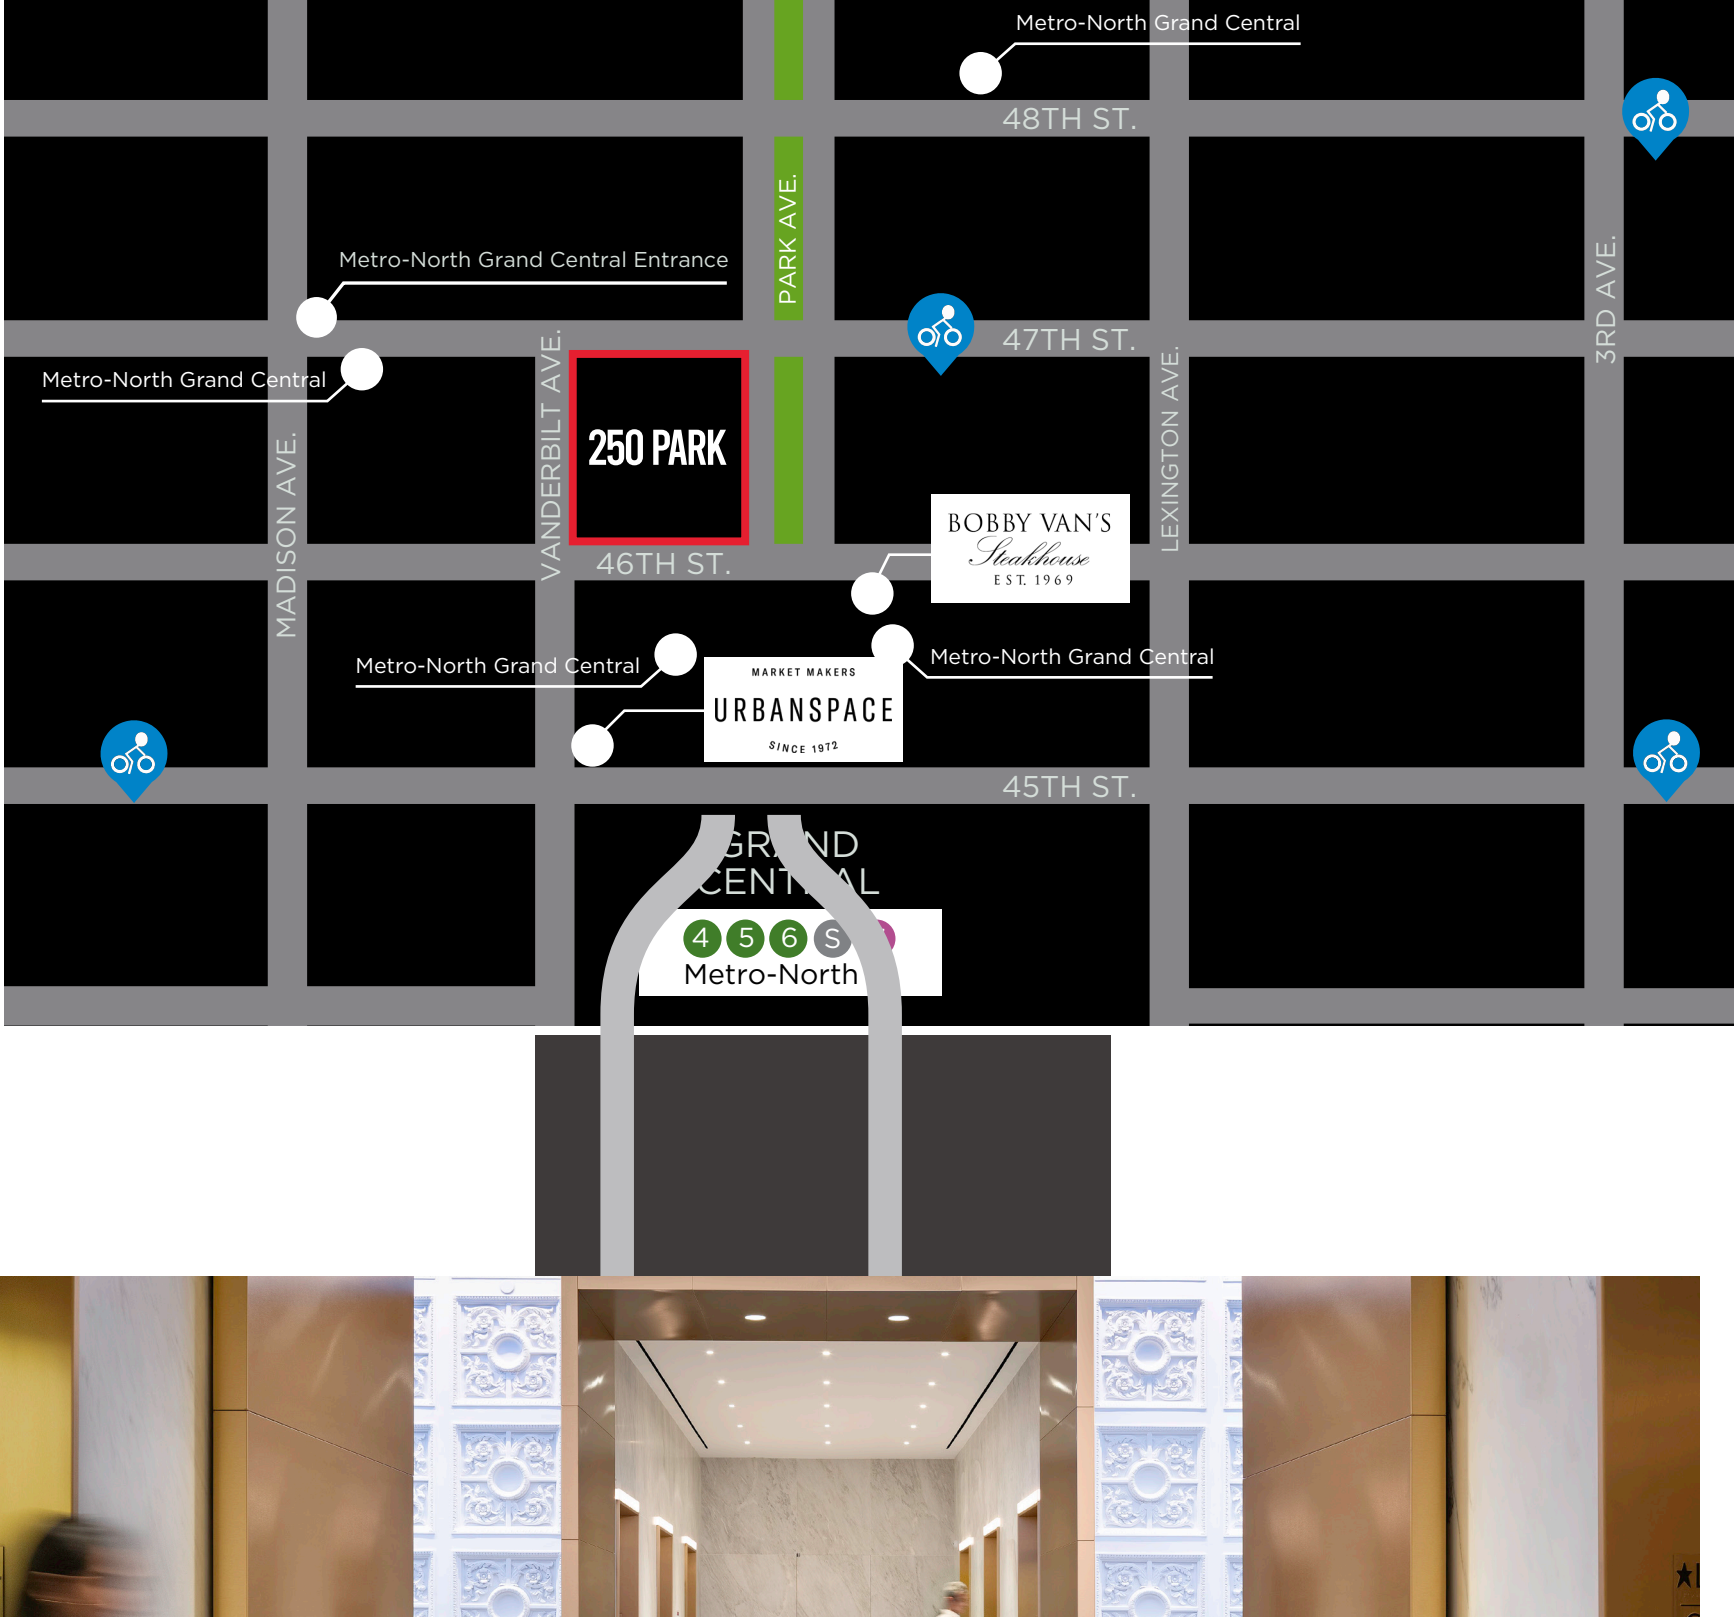 Metro-North Grand Central
48TH ST.
PARK AVE.
Metro-North Grand Central Entrance
3RD AVE.
47TH ST.
VANDERBILT AVE.
LEXINGTON AVE.
Metro-North Grand Central
250 PARK
MADISON AVE.
BOBBY VAN'S
Steakhouse
EST. 1969
46TH ST.
Metro-North Grand Central
Metro-North Grand Central
MARKET MAKERS
URBANSPACE
SINCE 1972
45TH ST.
GRAND
CENTRAL
4 5 6 S
Metro-North